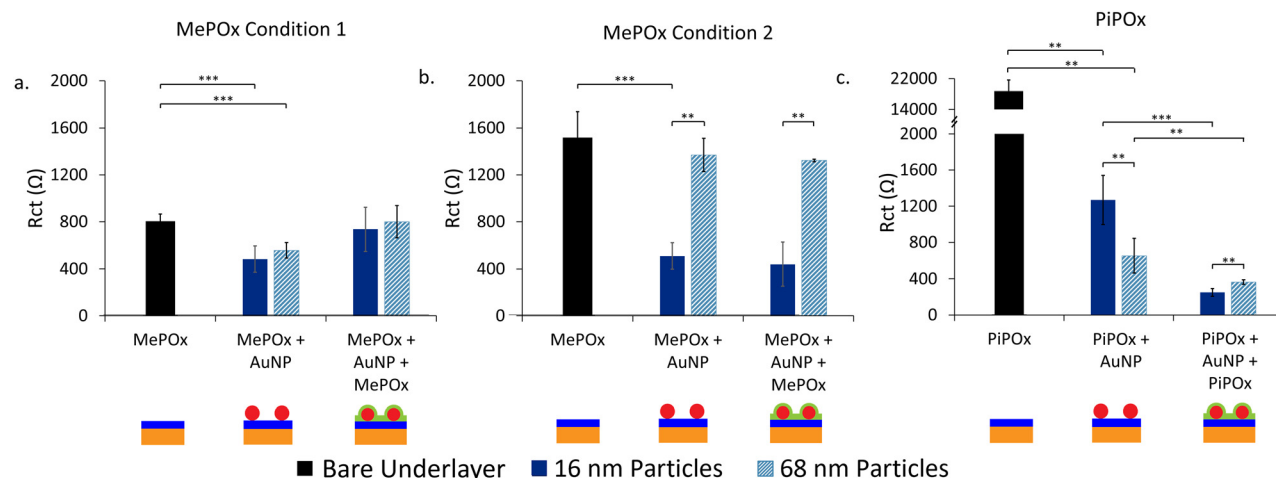 MePOx Condition 1
a.
***
***
2000
1600
1200
800
400
0
Rct (Ω)
MePOx
MePOx +
AuNP
MePOx +
AuNP +
MePOx
MePOx Condition 2
b.
***
**
**
2000
1600
1200
800
400
0
Rct (Ω)
MePOx
MePOx +
AuNP
MePOx +
AuNP +
MePOx
PiPOx
c.
**
**
***
**
**
**
22000
14000
2000
1600
1200
800
400
0
Rct (Ω)
PiPOx
PiPOx +
AuNP
PiPOx +
AuNP +
PiPOx
Bare Underlayer 16 nm Particles 68 nm Particles